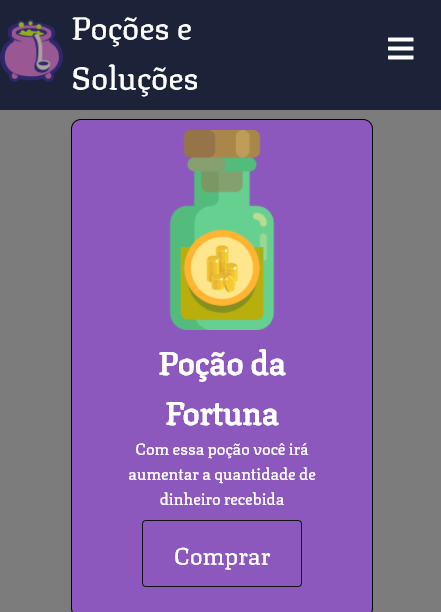 Poções e
Soluções
Poção da
Fortuna
Com essa poção você irá
aumentar a quantidade de
dinheiro recebida
Comprar